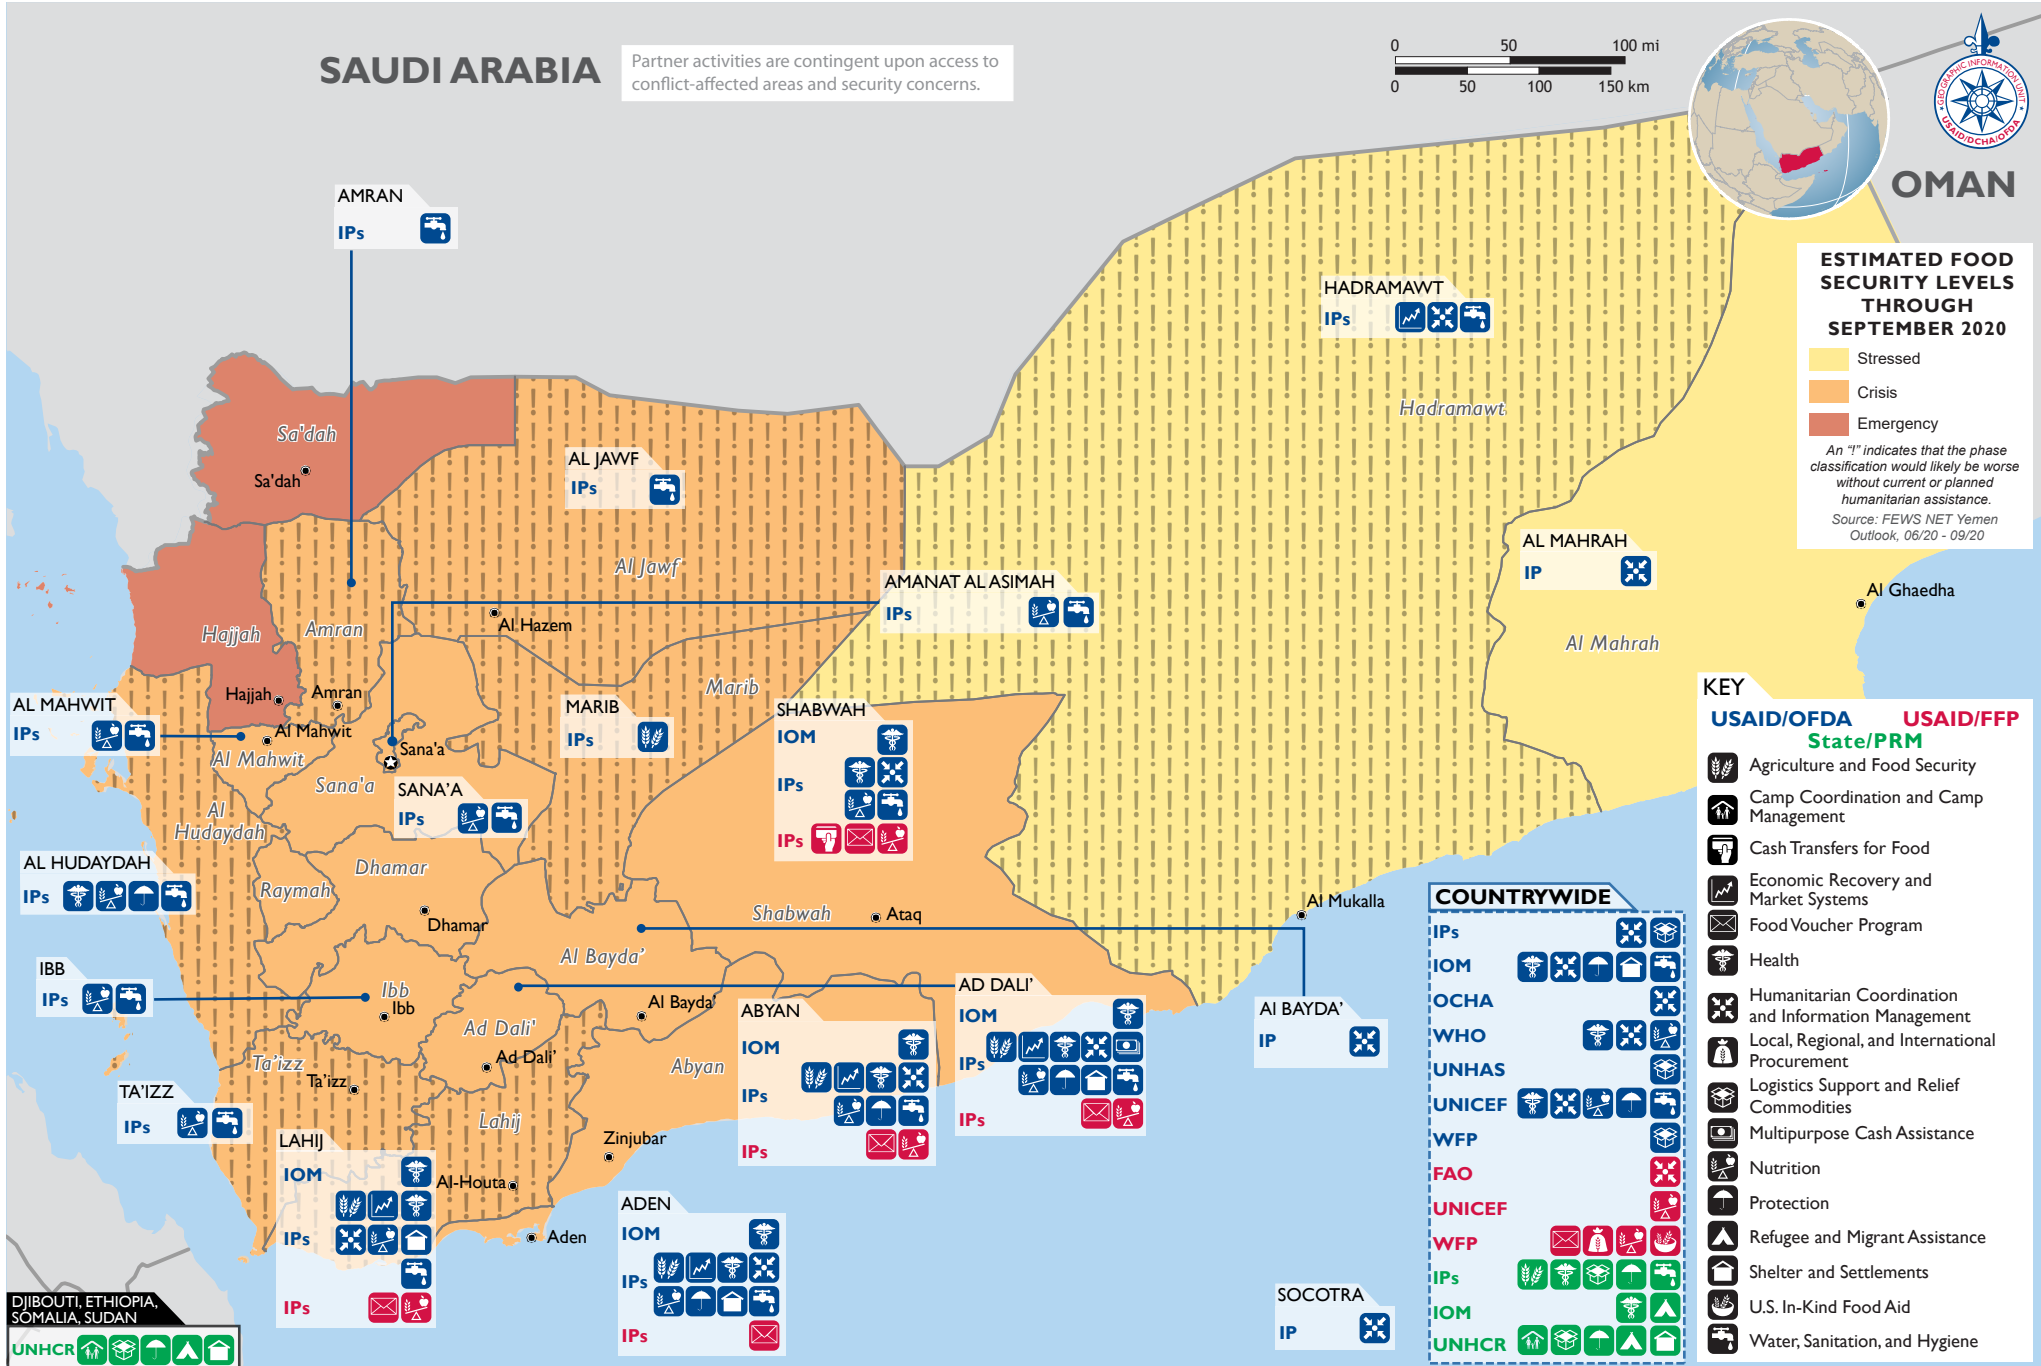 SAUDI ARABIA
Partner activities are contingent upon access to
conflict-affected areas and security concerns.
0 50 100 mi
0 50 100 150 km
GEOGRAPHIC INFORMATION UNIT
USAID/DCHA/OFDA
OMAN
ESTIMATED FOOD
SECURITY LEVELS
THROUGH
SEPTEMBER 2020
Stressed
Crisis
Emergency
An "!" indicates that the phase
classification would likely be worse
without current or planned
humanitarian assistance.
Source: FEWS NET Yemen
Outlook, 06/20 - 09/20
AMRAN
IPs
HADRAMAWT
IPs
Hadramawt
Sa'dah
Sa'dah
AL JAWF
IPs
Al Jawf
AL MAHRAH
IP
Al Mahrah
Al Ghaedha
AMANAT AL ASIMAH
IPs
Al Hazem
Hajjah
Amran
Hajjah
Amran
Marib
AL MAHWIT
IPs
Al Mahwit
Al Mahwit
MARIB
IPs
Sana'a
Sana'a
SANA'A
IPs
SHABWAH
IOM
IPs
IPs
Al
Hudaydah
AL HUDAYDAH
IPs
Raymah
Dhamar
Dhamar
Shabwah
Ataq
Al Mukalla
Al Bayda'
IBB
IPs
Ibb
Ibb
Ad Dali'
Al Bayda'
ABYAN
IOM
IPs
IPs
AD DALI'
IOM
IPs
IPs
Al BAYDA'
IP
Ta'izz
Ta'izz
Ad Dali'
Abyan
TA'IZZ
IPs
Lahij
LAHIJ
IOM
IPs
IPs
Zinjubar
Al-Houta
Aden
ADEN
IOM
IPs
IPs
SOCOTRA
IP
DJIBOUTI, ETHIOPIA,
SOMALIA, SUDAN
UNHCR
COUNTRYWIDE
IPs
IOM
OCHA
WHO
UNHAS
UNICEF
WFP
FAO
UNICEF
WFP
IPs
IOM
UNHCR
KEY
USAID/OFDA USAID/FFP
State/PRM
Agriculture and Food Security
Camp Coordination and Camp
Management
Cash Transfers for Food
Economic Recovery and
Market Systems
Food Voucher Program
Health
Humanitarian Coordination
and Information Management
Local, Regional, and International
Procurement
Logistics Support and Relief
Commodities
Multipurpose Cash Assistance
Nutrition
Protection
Refugee and Migrant Assistance
Shelter and Settlements
U.S. In-Kind Food Aid
Water, Sanitation, and Hygiene